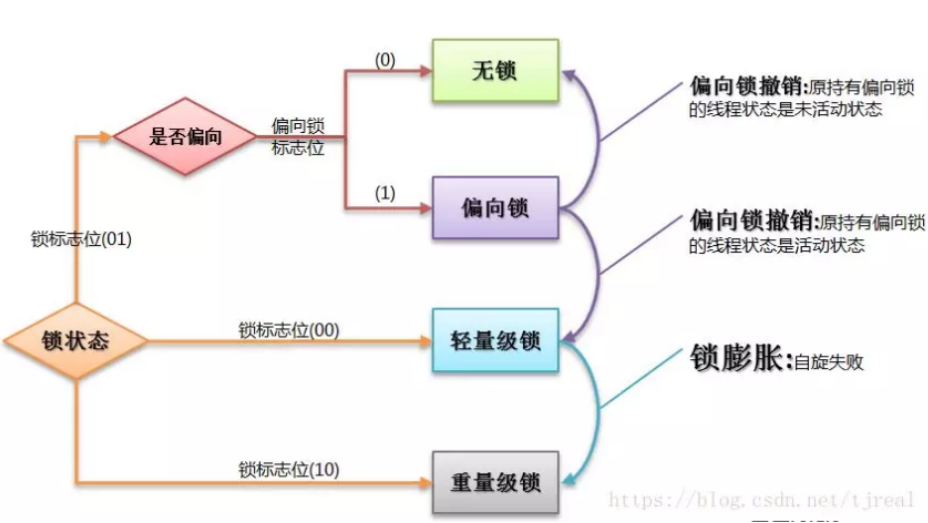 (0)
无锁
偏向锁撤销:原持有偏向锁
的线程状态是未活动状态
是否偏向
偏向锁
标志位
(1)
偏向锁
锁标志位(01)
偏向锁撤销:原持有偏向锁
的线程状态是活动状态
锁状态
锁标志位(00)
轻量级锁
锁膨胀:自旋失败
锁标志位(10)
重量级锁
https://blog.csdn.net/tjreal